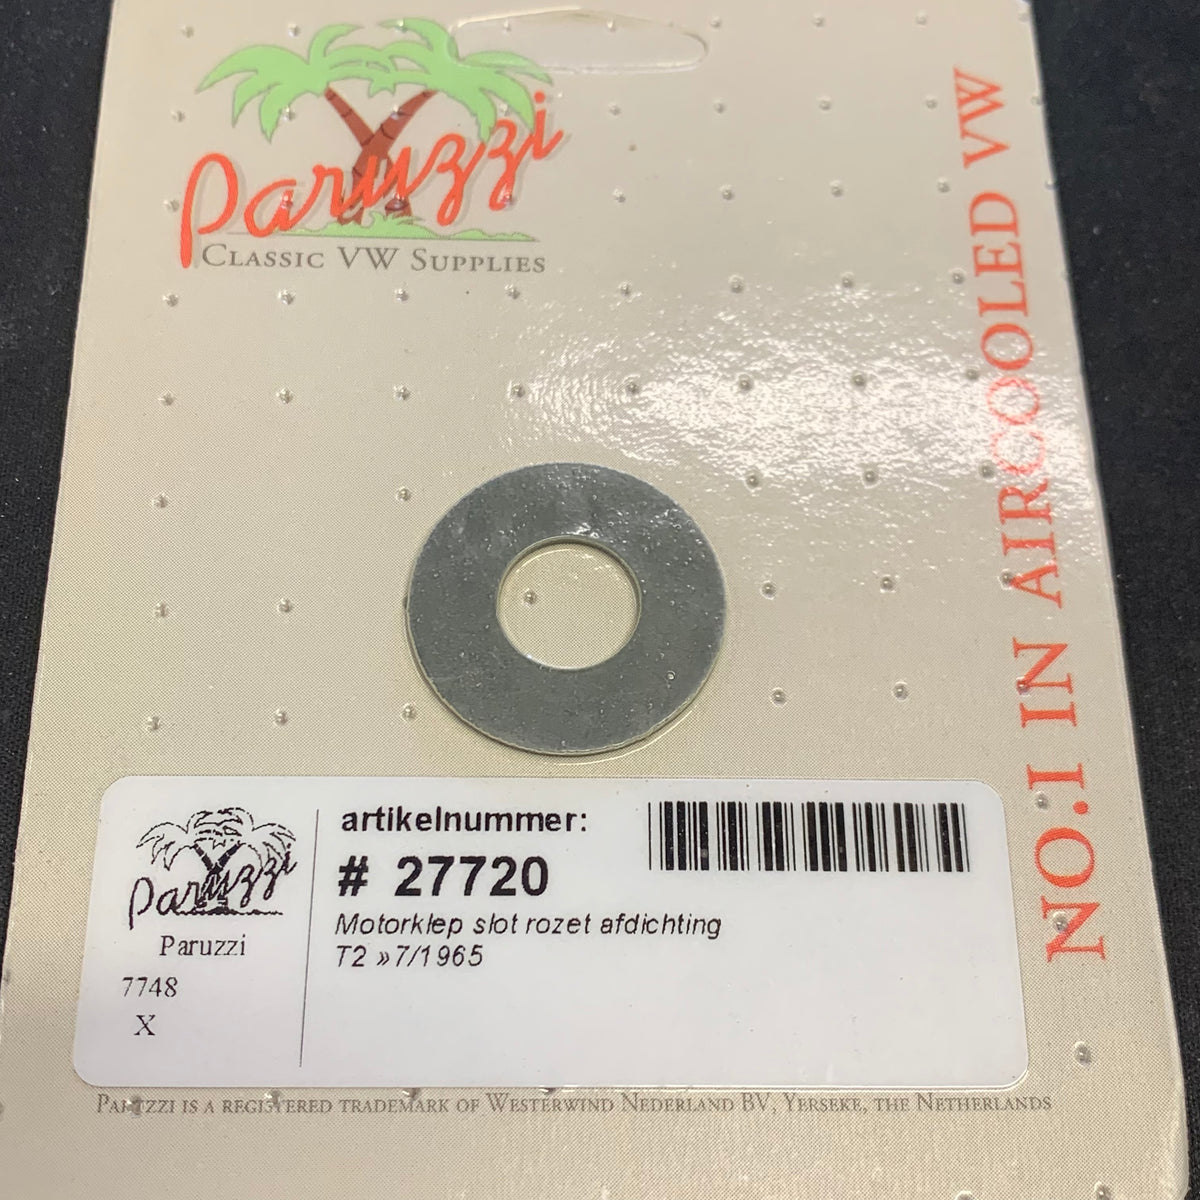 Paruzzi
CLASSIC VW SUPPLIES
NO.1 IN AIRCOOLED VW
artikelnummer:
# 27720
Motorklep slot rozet afdichting
T2 »7/1965
Paruzzi
Paruzzi
7748
X
PARUZZI IS A REGISTERED TRADEMARK OF WESTERWIND NEDERLAND BV, YERSEKE, THE NETHERLANDS